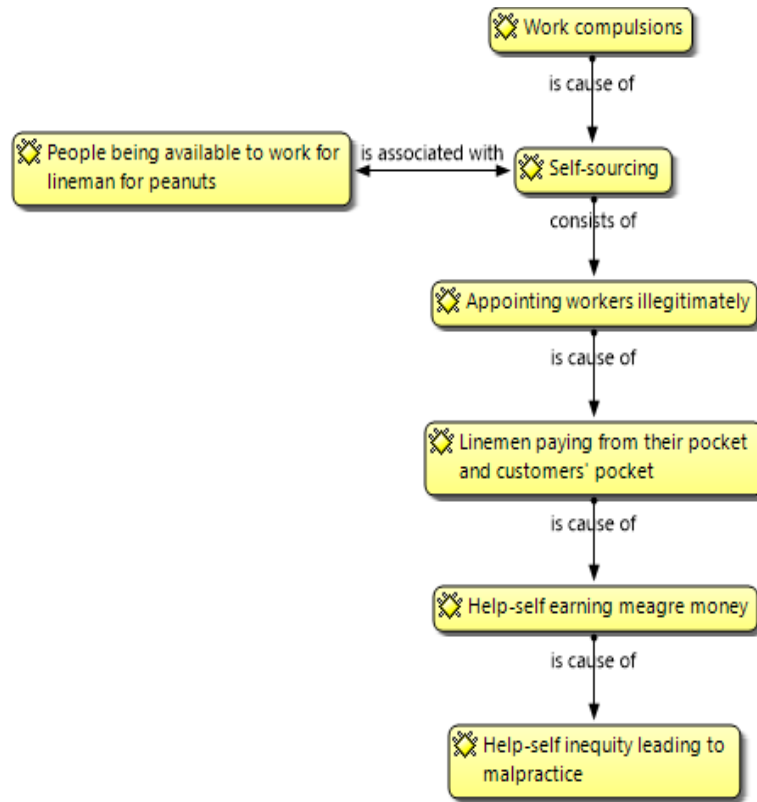 Work compulsions
is cause of
People being available to work for
lineman for peanuts
is associated with
Self-sourcing
consists of
Appointing workers illegitimately
is cause of
Linemen paying from their pocket
and customers' pocket
is cause of
Help-self earning meagre money
is cause of
Help-self inequity leading to
malpractice